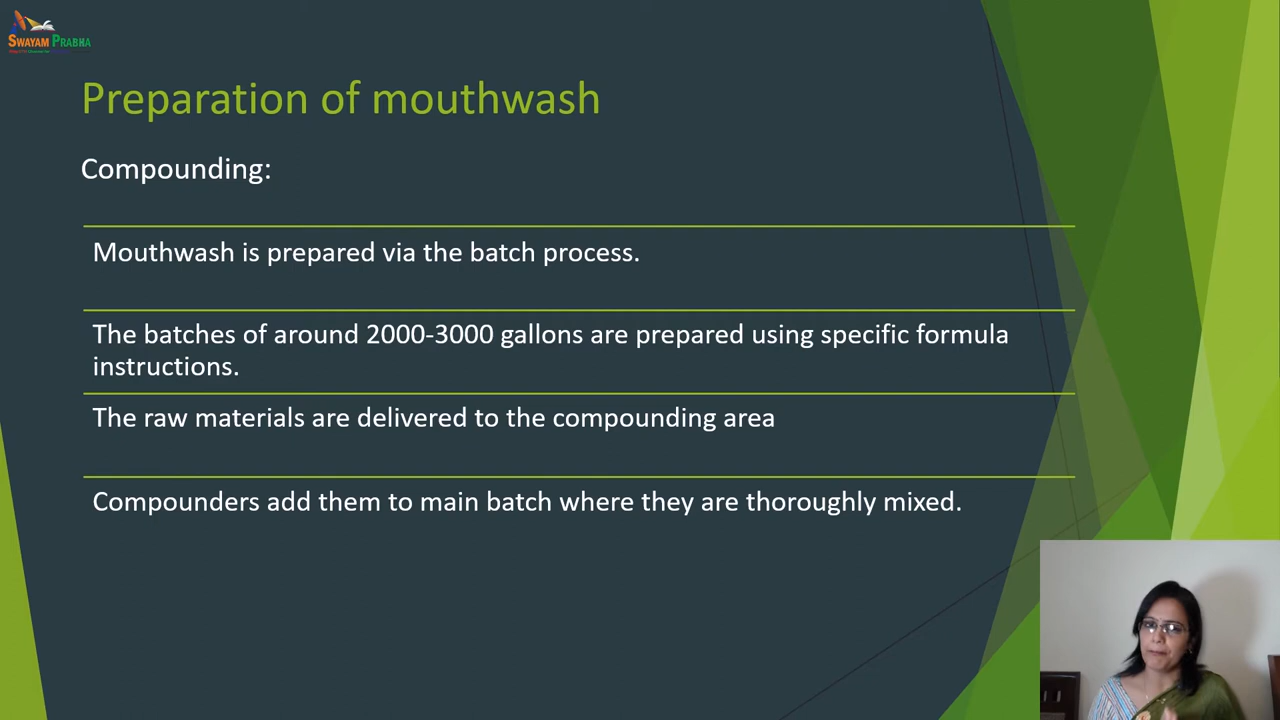 SWAYAM PRABHA
Preparation of mouthwash
Compounding:
Mouthwash is prepared via the batch process.
The batches of around 2000-3000 gallons are prepared using specific formula
instructions.
The raw materials are delivered to the compounding area
Compounders add them to main batch where they are thoroughly mixed.